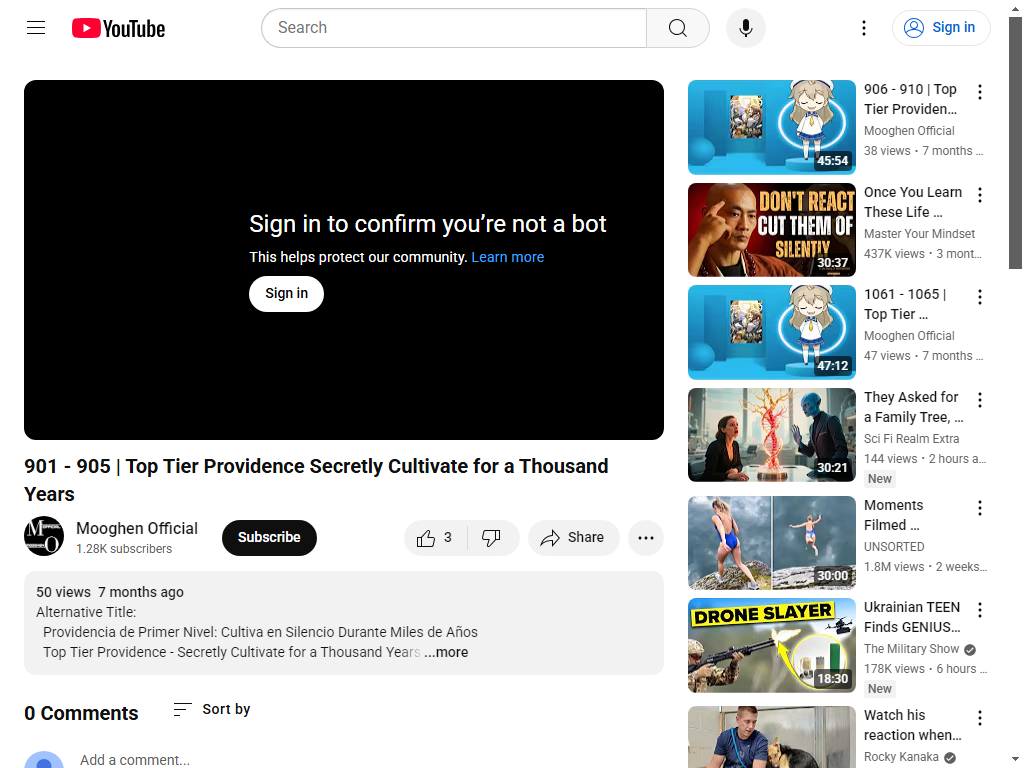 YouTube
Search
Sign in
Sign in to confirm you’re not a bot
This helps protect our community. Learn more
Sign in
901 - 905 | Top Tier Providence Secretly Cultivate for a Thousand
Years
Mooghen Official
1.28K subscribers
Subscribe
3
Share
50 views 7 months ago
Alternative Title:
Providencia de Primer Nivel: Cultiva en Silencio Durante Miles de Años
Top Tier Providence - Secretly Cultivate for a Thousand Years ...more
0 Comments
Sort by
Add a comment...
45:54
906 - 910 | Top
Tier Providen…
Mooghen Official
38 views • 7 months …
DON'T REACT
CUT THEM OF
SILENTLY
30:37
Once You Learn
These Life …
Master Your Mindset
437K views • 3 mont…
47:12
1061 - 1065 |
Top Tier …
Mooghen Official
47 views • 7 months …
30:21
They Asked for
a Family Tree, …
Sci Fi Realm Extra
144 views • 2 hours a…
New
30:00
Moments
Filmed …
UNSORTED
1.8M views • 2 weeks…
DRONE SLAYER
18:30
Ukrainian TEEN
Finds GENIUS…
The Military Show
178K views • 6 hours …
New
Watch his
reaction when…
Rocky Kanaka